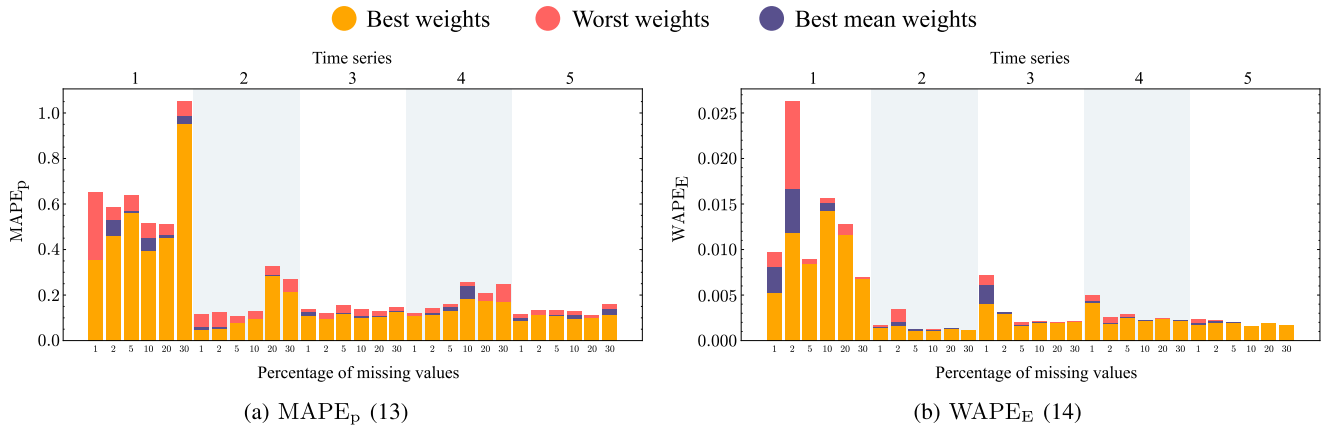 Best weights Worst weights Best mean weights
Time series
1 2 3 4 5
MAPEp
1.0
0.8
0.6
0.4
0.2
0.0
1 2 5 10 20 30 1 2 5 10 20 30 1 2 5 10 20 30 1 2 5 10 20 30 1 2 5 10 20 30
Percentage of missing values
(a) MAPEp (13)
Time series
1 2 3 4 5
WAPEE
0.025
0.020
0.015
0.010
0.005
0.000
1 2 5 10 20 30 1 2 5 10 20 30 1 2 5 10 20 30 1 2 5 10 20 30 1 2 5 10 20 30
Percentage of missing values
(b) WAPEE (14)